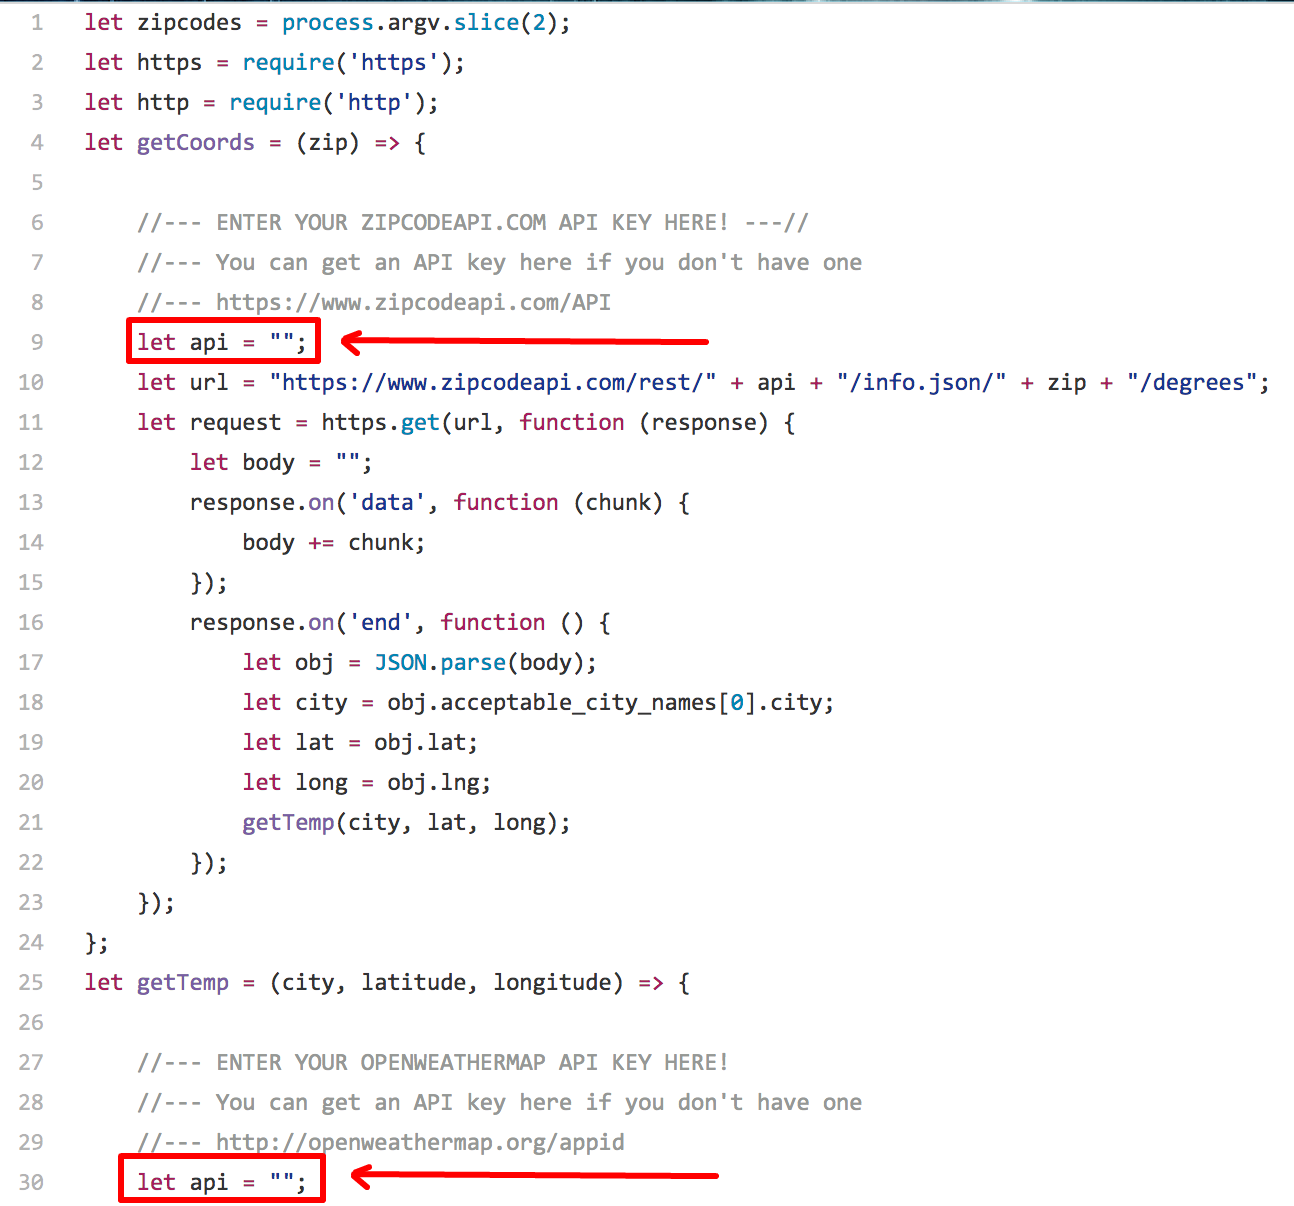 1 let zipcodes = process.argv.slice(2);
2 let https = require('https');
3 let http = require('http');
4 let getCoords = (zip) => {
5
6 //--- ENTER YOUR ZIPCODEAPI.COM API KEY HERE! ---//
7 //--- You can get an API key here if you don't have one
8 //--- https://www.zipcodeapi.com/API
9 let api = "";
10 let url = "https://www.zipcodeapi.com/rest/" + api + "/info.json/" + zip + "/degrees";
11 let request = https.get(url, function (response) {
12 let body = "";
13 response.on('data', function (chunk) {
14 body += chunk;
15 });
16 response.on('end', function () {
17 let obj = JSON.parse(body);
18 let city = obj.acceptable_city_names[0].city;
19 let lat = obj.lat;
20 let long = obj.lng;
21 getTemp(city, lat, long);
22 });
23 });
24 };
25 let getTemp = (city, latitude, longitude) => {
26
27 //--- ENTER YOUR OPENWEATHERMAP API KEY HERE!
28 //--- You can get an API key here if you don't have one
29 //--- http://openweathermap.org/appid
30 let api = "";